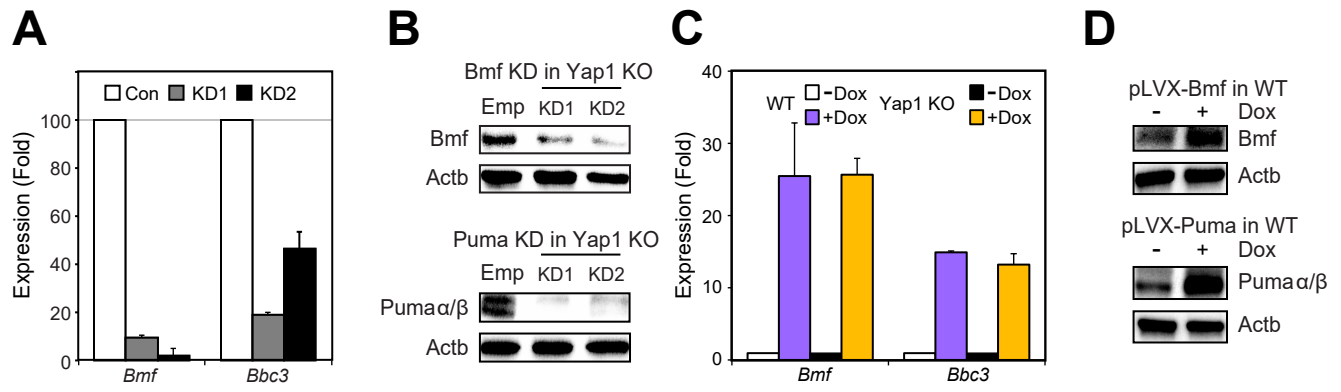 A
Con KD1 KD2
Expression (Fold)
100
80
60
40
20
0
Bmf Bbc3
B
Bmf KD in Yap1 KO
Emp KD1 KD2
Bmf
Actb
Puma KD in Yap1 KO
Emp KD1 KD2
Puma α/β
Actb
C
Expression (Fold)
40
30
20
10
0
WT -Dox Yap1 KO -Dox
+Dox +Dox
Bmf Bbc3
D
pLVX-Bmf in WT
- + Dox
Bmf
Actb
pLVX-Puma in WT
- + Dox
Puma α/β
Actb